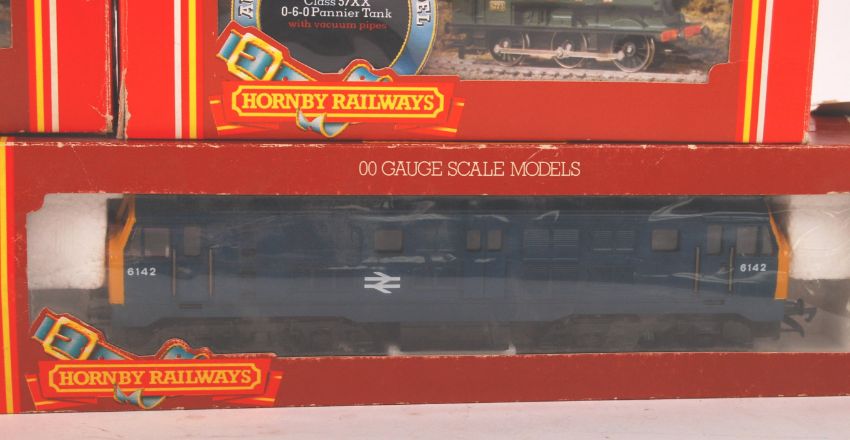 Class 57XX
0-6-0 Pannier Tank
with vacuum pipes
HORNBY RAILWAYS
00 GAUGE SCALE MODELS
6142
6142
HORNBY RAILWAYS